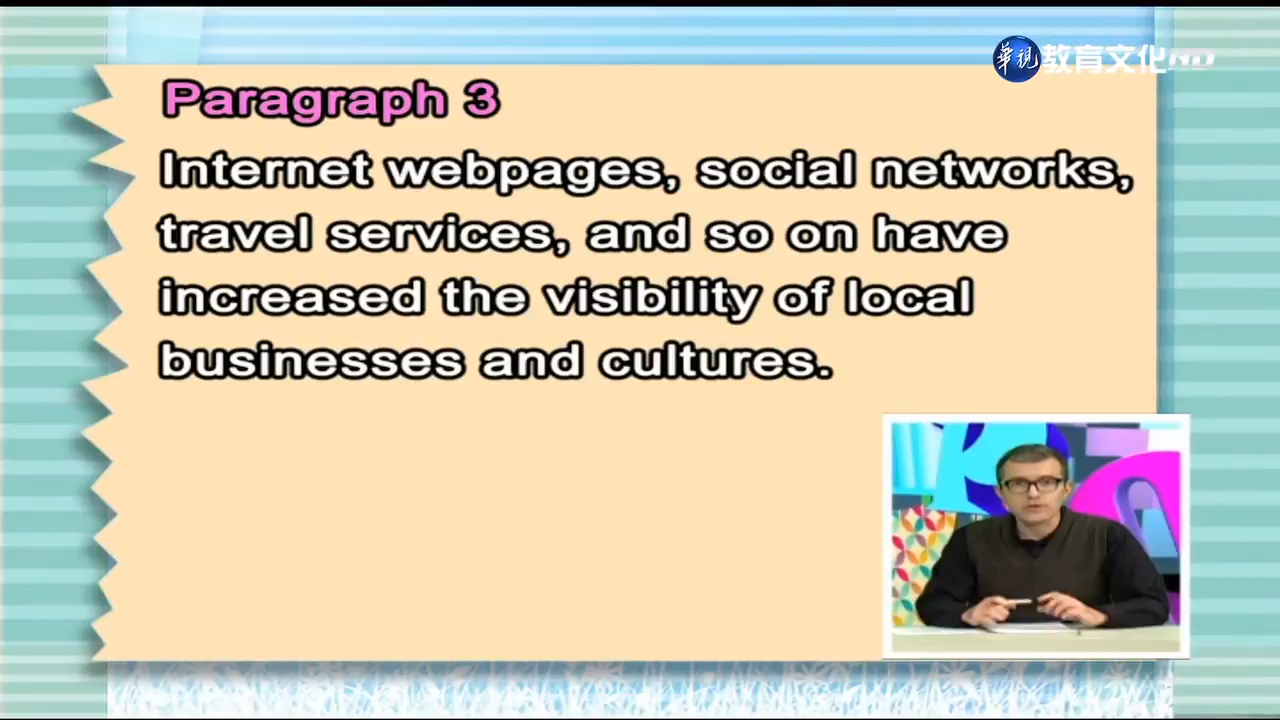 華視 教育文化HD
Paragraph 3
Internet webpages, social networks,
travel services, and so on have
increased the visibility of local
businesses and cultures.